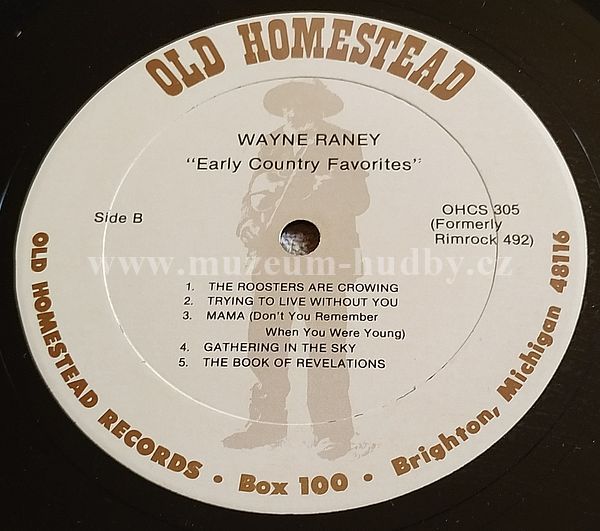 OLD HOMESTEAD
WAYNE RANEY
"Early Country Favorites"
Side B
OHCS 305
(Formerly
Rimrock 492)
www.muzeum-hudby.cz
1. THE ROOSTERS ARE CROWING
2. TRYING TO LIVE WITHOUT YOU
3. MAMA (Don't You Remember
When You Were Young)
4. GATHERING IN THE SKY
5. THE BOOK OF REVELATIONS
OLD HOMESTEAD RECORDS • Box 100 • Brighton, Michigan 48116